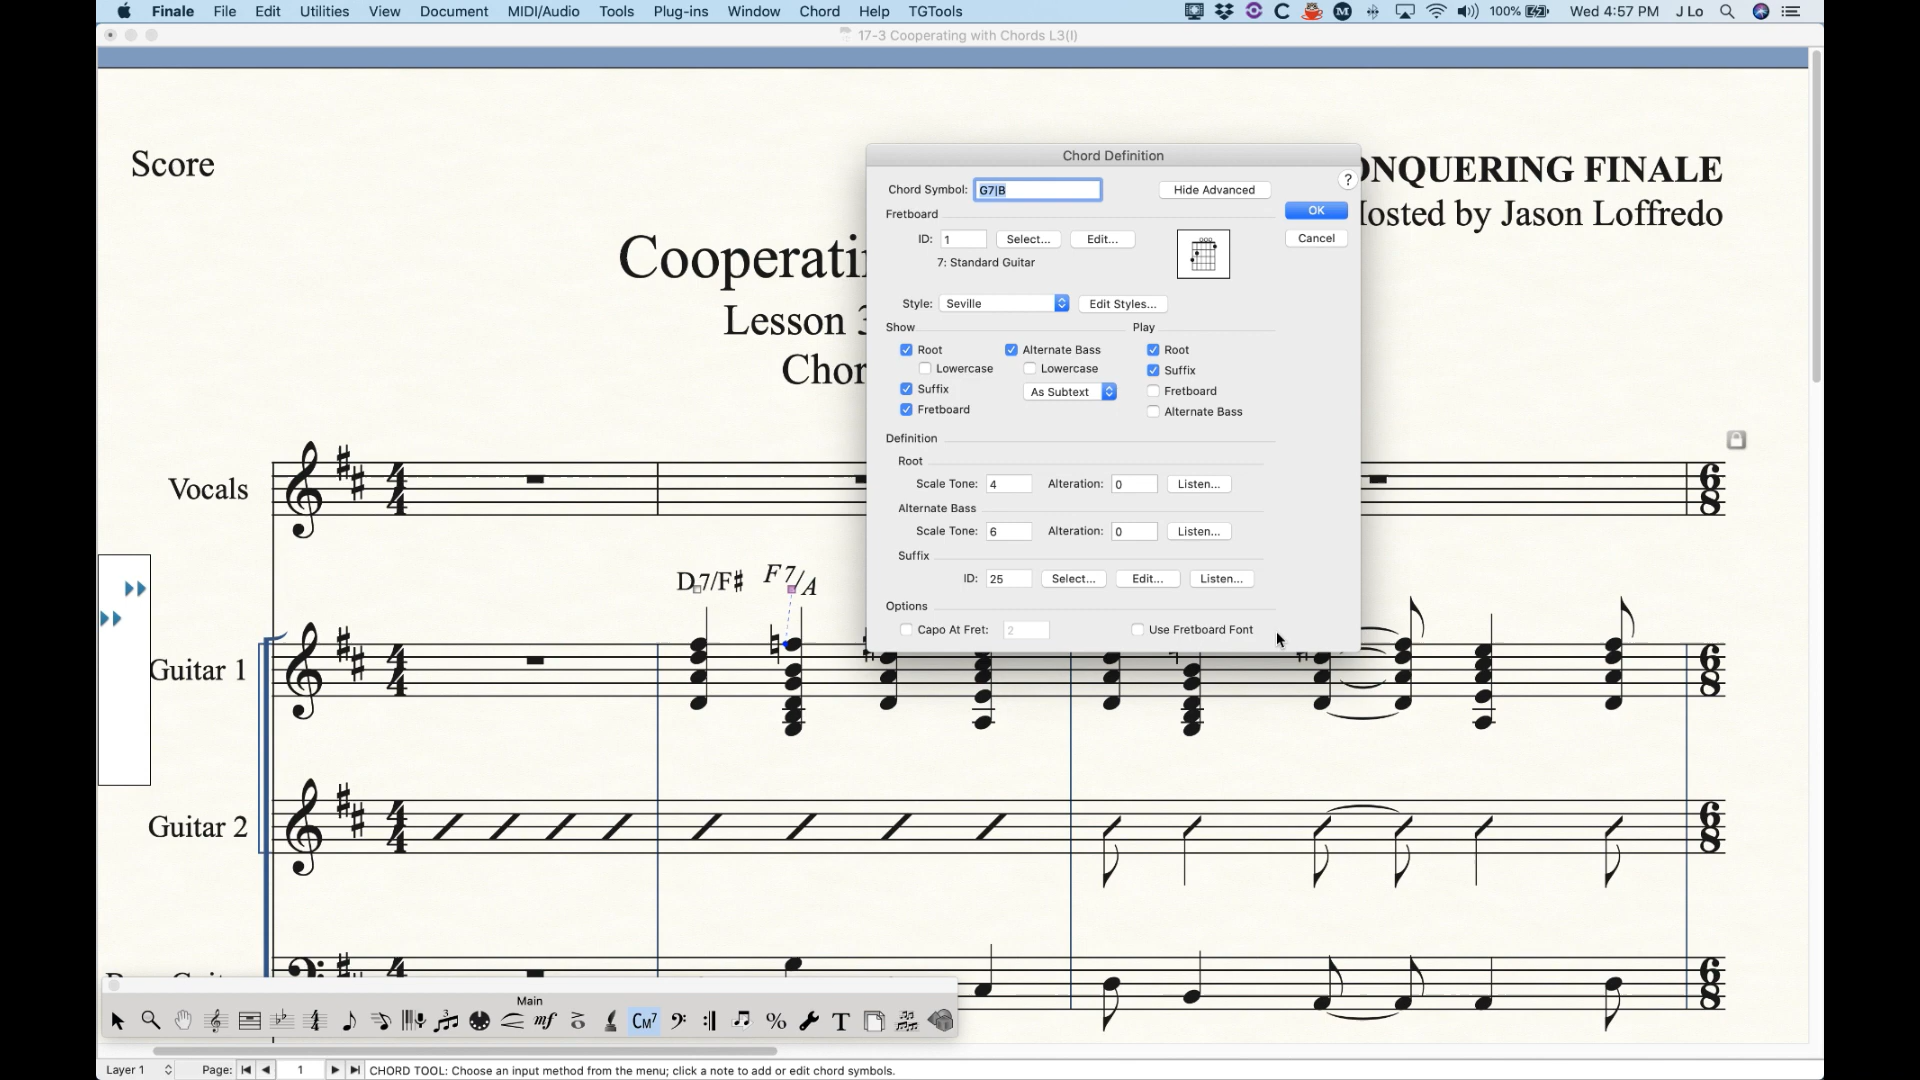 Finale File Edit Utilities View Document MIDI/Audio Tools Plug-ins Window Chord Help TGTools 100% Wed 4:57 PM J Lo
17-3 Cooperating with Chords L3(I)
Score
ONQUERING FINALE
Hosted by Jason Loffredo
Cooperati
Lesson 3
Chor
Chord Definition
Chord Symbol: G7|B Hide Advanced ?
Fretboard OK
ID: 1 Select... Edit... Cancel
7: Standard Guitar
Style: Seville Edit Styles...
Show Play
Root Alternate Bass Root
Lowercase Lowercase Suffix
Suffix As Subtext Fretboard
Fretboard Alternate Bass
Definition
Root
Scale Tone: 4 Alteration: 0 Listen...
Alternate Bass
Scale Tone: 6 Alteration: 0 Listen...
Suffix
ID: 25 Select... Edit... Listen...
Options
Capo At Fret: 2 Use Fretboard Font
Vocals
D7/F♯ F7/A
Guitar 1
Guitar 2
Main
CM7
Layer 1 Page: 1 CHORD TOOL: Choose an input method from the menu; click a note to add or edit chord symbols.